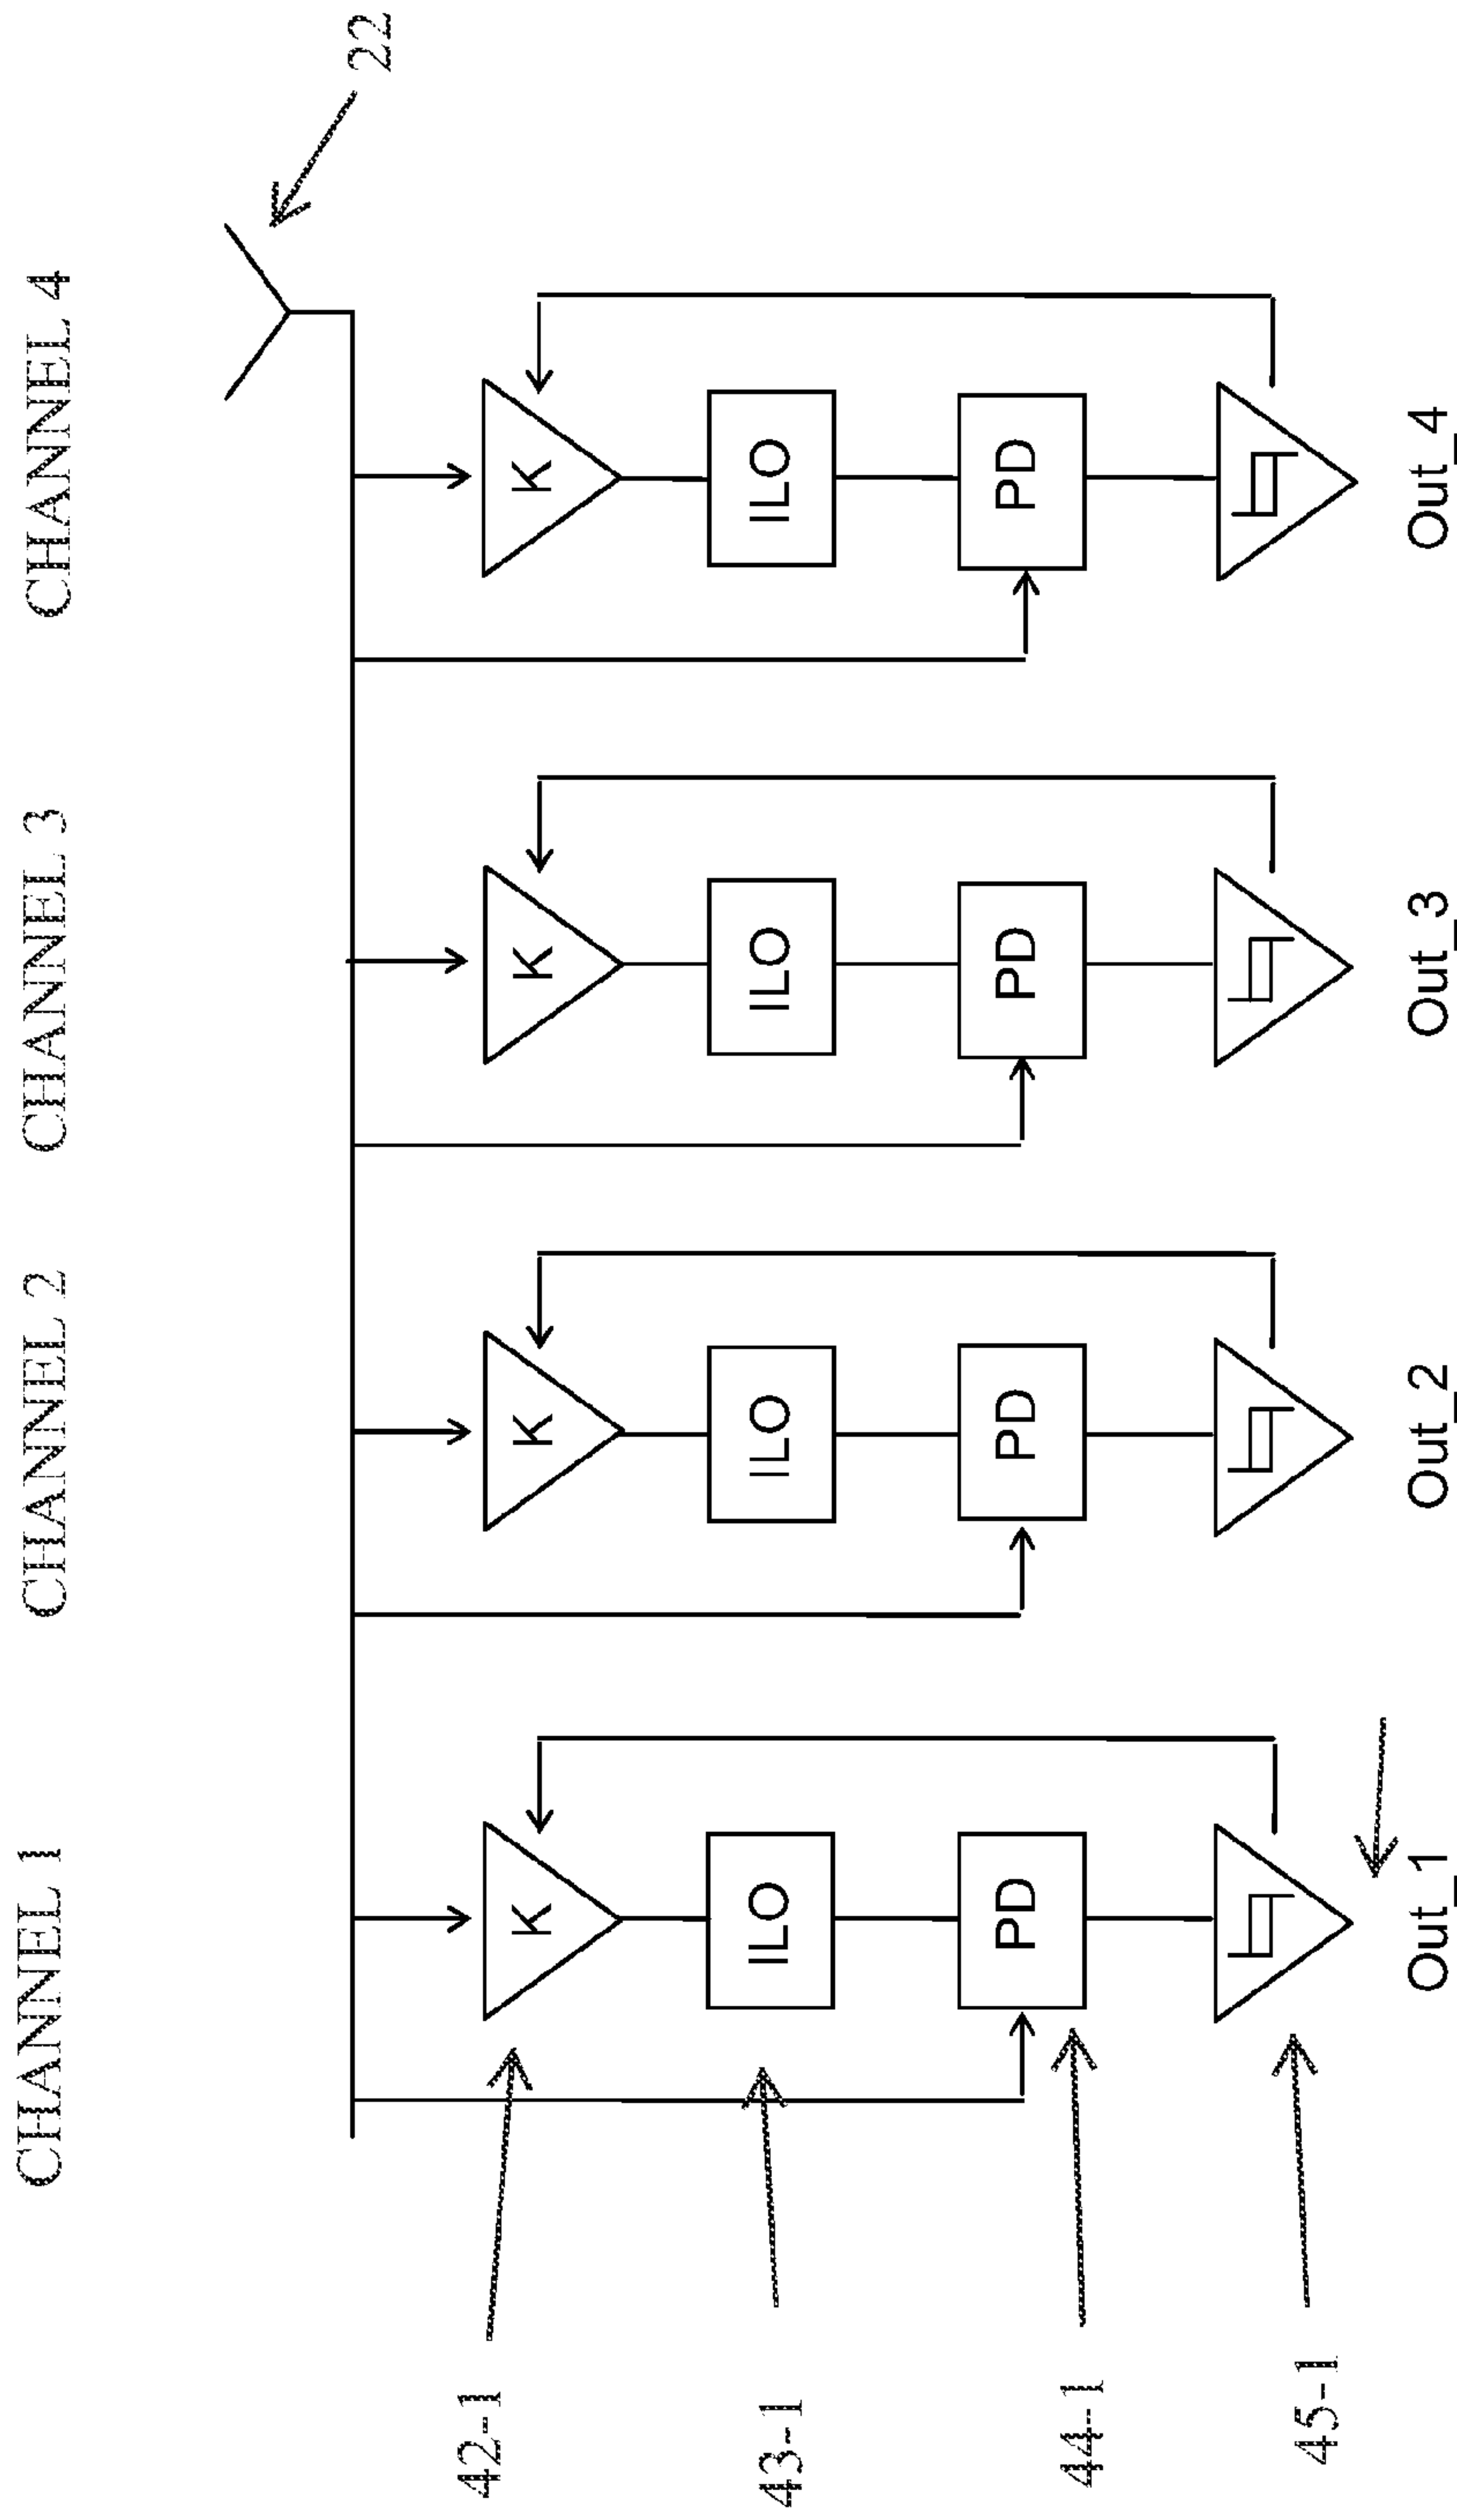 CHANNEL 1
CHANNEL 2
CHANNEL 3
CHANNEL 4
22
42-1
K
K
K
K
43-1
ILO
ILO
ILO
ILO
44-1
PD
PD
PD
PD
45-1
Out_1
Out_2
Out_3
Out_4